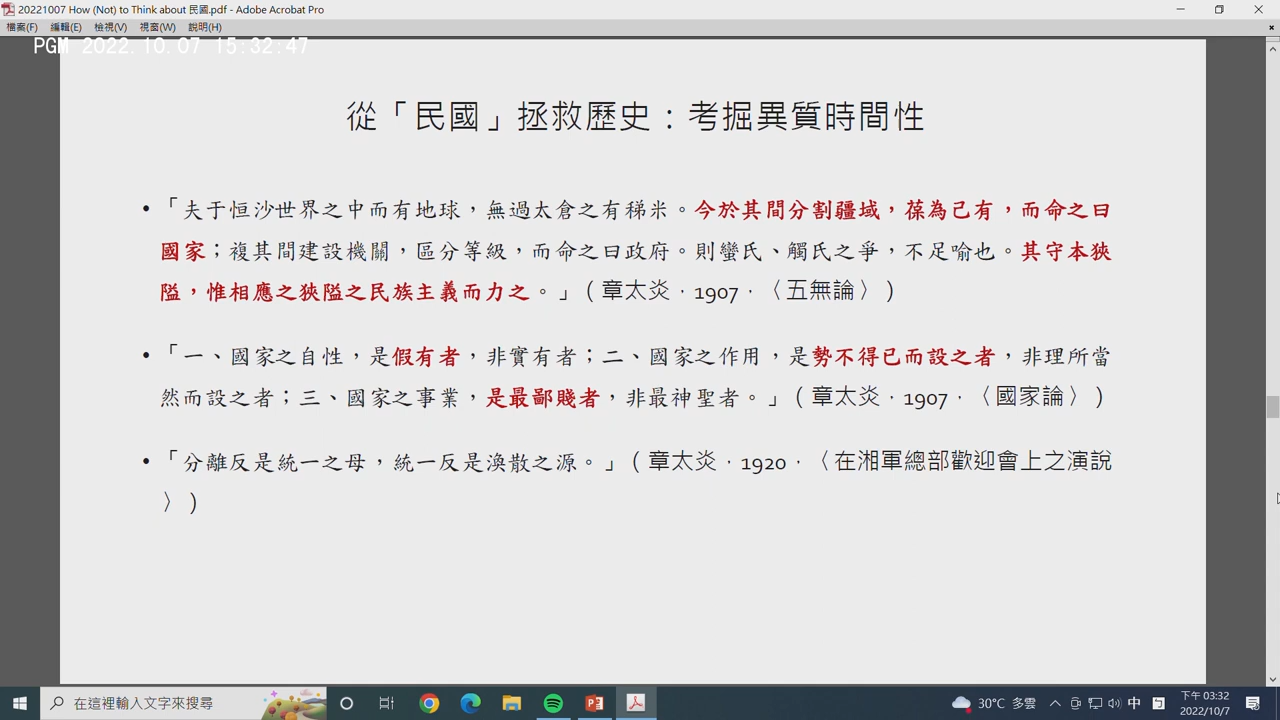 20221007 How (Not) to Think about 民國.pdf - Adobe Acrobat Pro
檔案(F) 編輯(E) 檢視(V) 視窗(W) 說明(H)
PGM 2022.10.07 15:32:47
從「民國」拯救歷史：考掘異質時間性
• 「夫于恒沙世界之中而有地球，無過太倉之有稊米。今於其間分割疆域，葆為己有，而命之曰
國家；複其間建設機關，區分等級，而命之曰政府。則蠻氏、觸氏之爭，不足喻也。其守本狹
隘，惟相應之狹隘之民族主義而力之。」（章太炎．1907．〈五無論〉）
• 「一、國家之自性，是假有者，非實有者；二、國家之作用，是勢不得已而設之者，非理所當
然而設之者；三、國家之事業，是最鄙賤者，非最神聖者。」（章太炎．1907．〈國家論〉）
• 「分離反是統一之母，統一反是渙散之源。」（章太炎．1920．〈在湘軍總部歡迎會上之演說
〉）
在這裡輸入文字來搜尋
30°C 多雲
中
下午 03:32
2022/10/7